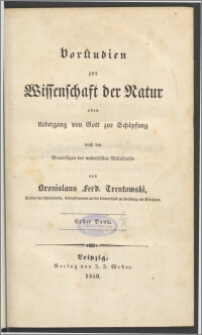 Vorstudien
zur
Wissenschaft der Natur
oder
Uebergang von Gott zur Schöpfung
nach den
Grundsätzen der universellen Philosophie
von
Bronislaus Ferd. Trentowski,
Erster Band.
Leipzig,
Verlag von J. J. Weber.
1840.